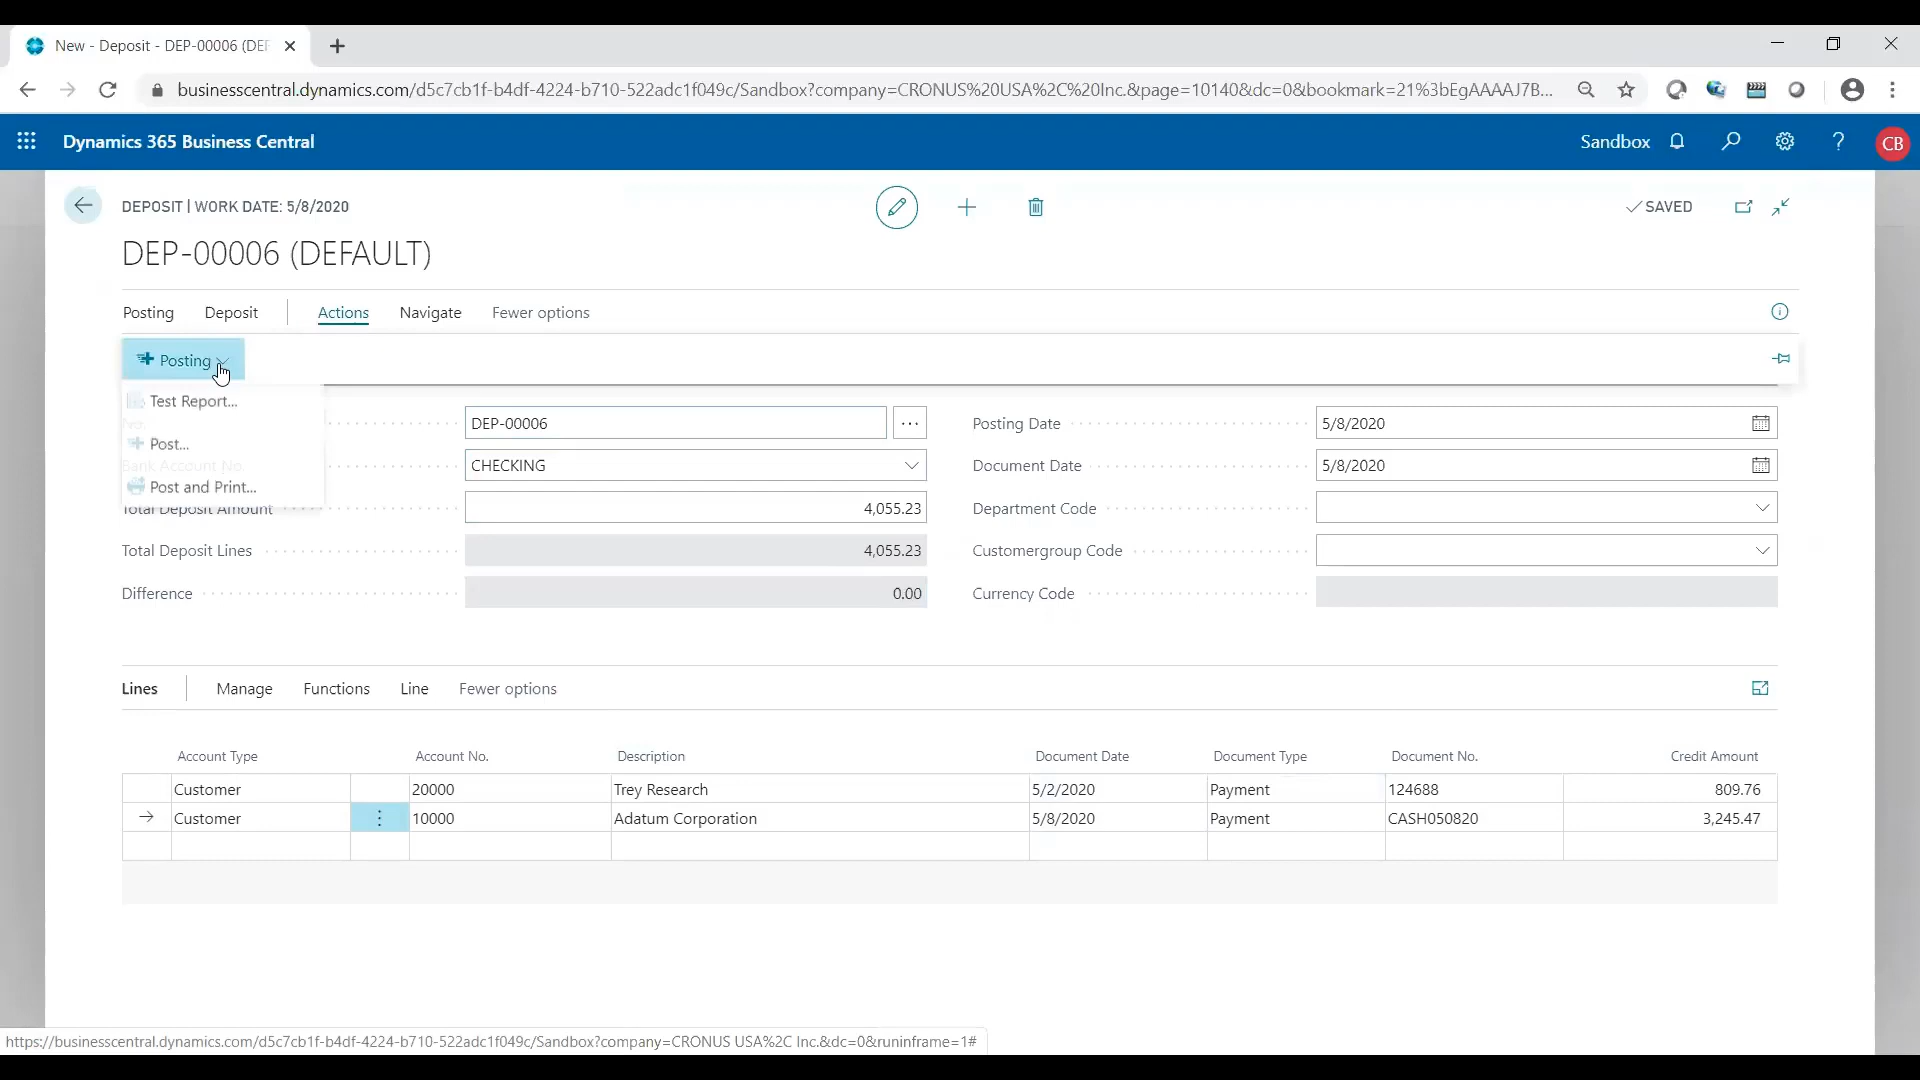 New - Deposit - DEP-00006 (DEF
businesscentral.dynamics.com/d5c7cb1f-b4df-4224-b710-522adc1f049c/Sandbox?company=CRONUS%20USA%2C%20Inc.&page=10140&dc=0&bookmark=21%3bEgAAAAJ7B...
Dynamics 365 Business Central
Sandbox
?
CB
DEPOSIT | WORK DATE: 5/8/2020
SAVED
DEP-00006 (DEFAULT)
Posting Deposit Actions Navigate Fewer options
Posting
Test Report...
No.
DEP-00006
Posting Date
5/8/2020
Post...
Bank Account No.
CHECKING
Document Date
5/8/2020
Post and Print...
Total Deposit Amount
4,055.23
Department Code
Total Deposit Lines
4,055.23
Customergroup Code
Difference
0.00
Currency Code
Lines Manage Functions Line Fewer options
Account Type Account No. Description Document Date Document Type Document No. Credit Amount
Customer 20000 Trey Research 5/2/2020 Payment 124688 809.76
Customer 10000 Adatum Corporation 5/8/2020 Payment CASH050820 3,245.47
https://businesscentral.dynamics.com/d5c7cb1f-b4df-4224-b710-522adc1f049c/Sandbox?company=CRONUS USA%2C Inc.&dc=0&runinframe=1#